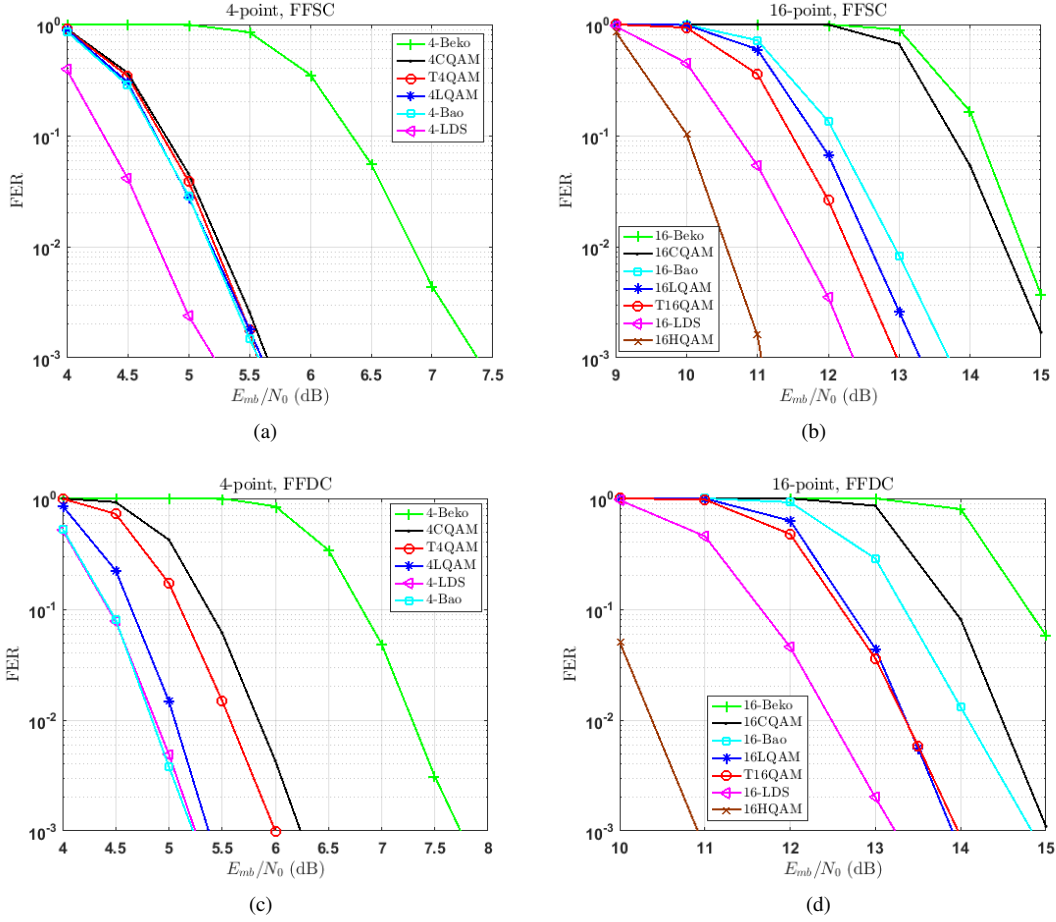 4-point, FFSC
FER
10^0
10^-1
10^-2
10^-3
4-Beko
4CQAM
T4QAM
4LQAM
4-Bao
4-LDS
4 4.5 5 5.5 6 6.5 7 7.5
E_mb/N_0 (dB)
(a)
16-point, FFSC
FER
10^0
10^-1
10^-2
10^-3
16-Beko
16CQAM
16-Bao
16LQAM
T16QAM
16-LDS
16HQAM
9 10 11 12 13 14 15
E_mb/N_0 (dB)
(b)
4-point, FFDC
FER
10^0
10^-1
10^-2
10^-3
4-Beko
4CQAM
T4QAM
4LQAM
4-LDS
4-Bao
4 4.5 5 5.5 6 6.5 7 7.5 8
E_mb/N_0 (dB)
(c)
16-point, FFDC
FER
10^0
10^-1
10^-2
10^-3
16-Beko
16CQAM
16-Bao
16LQAM
T16QAM
16-LDS
16HQAM
10 11 12 13 14 15
E_mb/N_0 (dB)
(d)